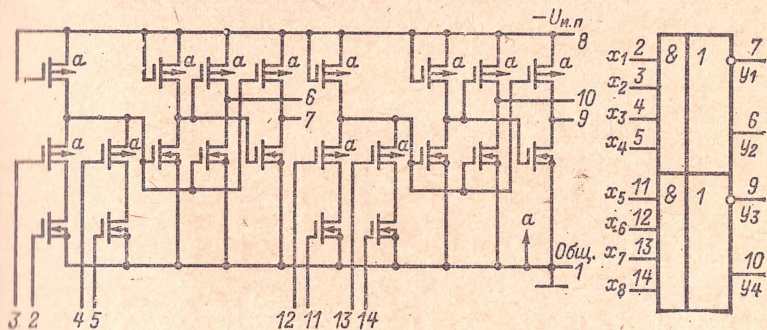 −Uи.п
8
a a a a a a a a
6
10
7
9
a a a a
a
Общ.
1
3 2 4 5 12 11 13 14
x1 2 & 1 7 y1
x2 3
x3 4 6 y2
x4 5
x5 11 & 1 9 y3
x6 12
x7 13 10 y4
x8 14